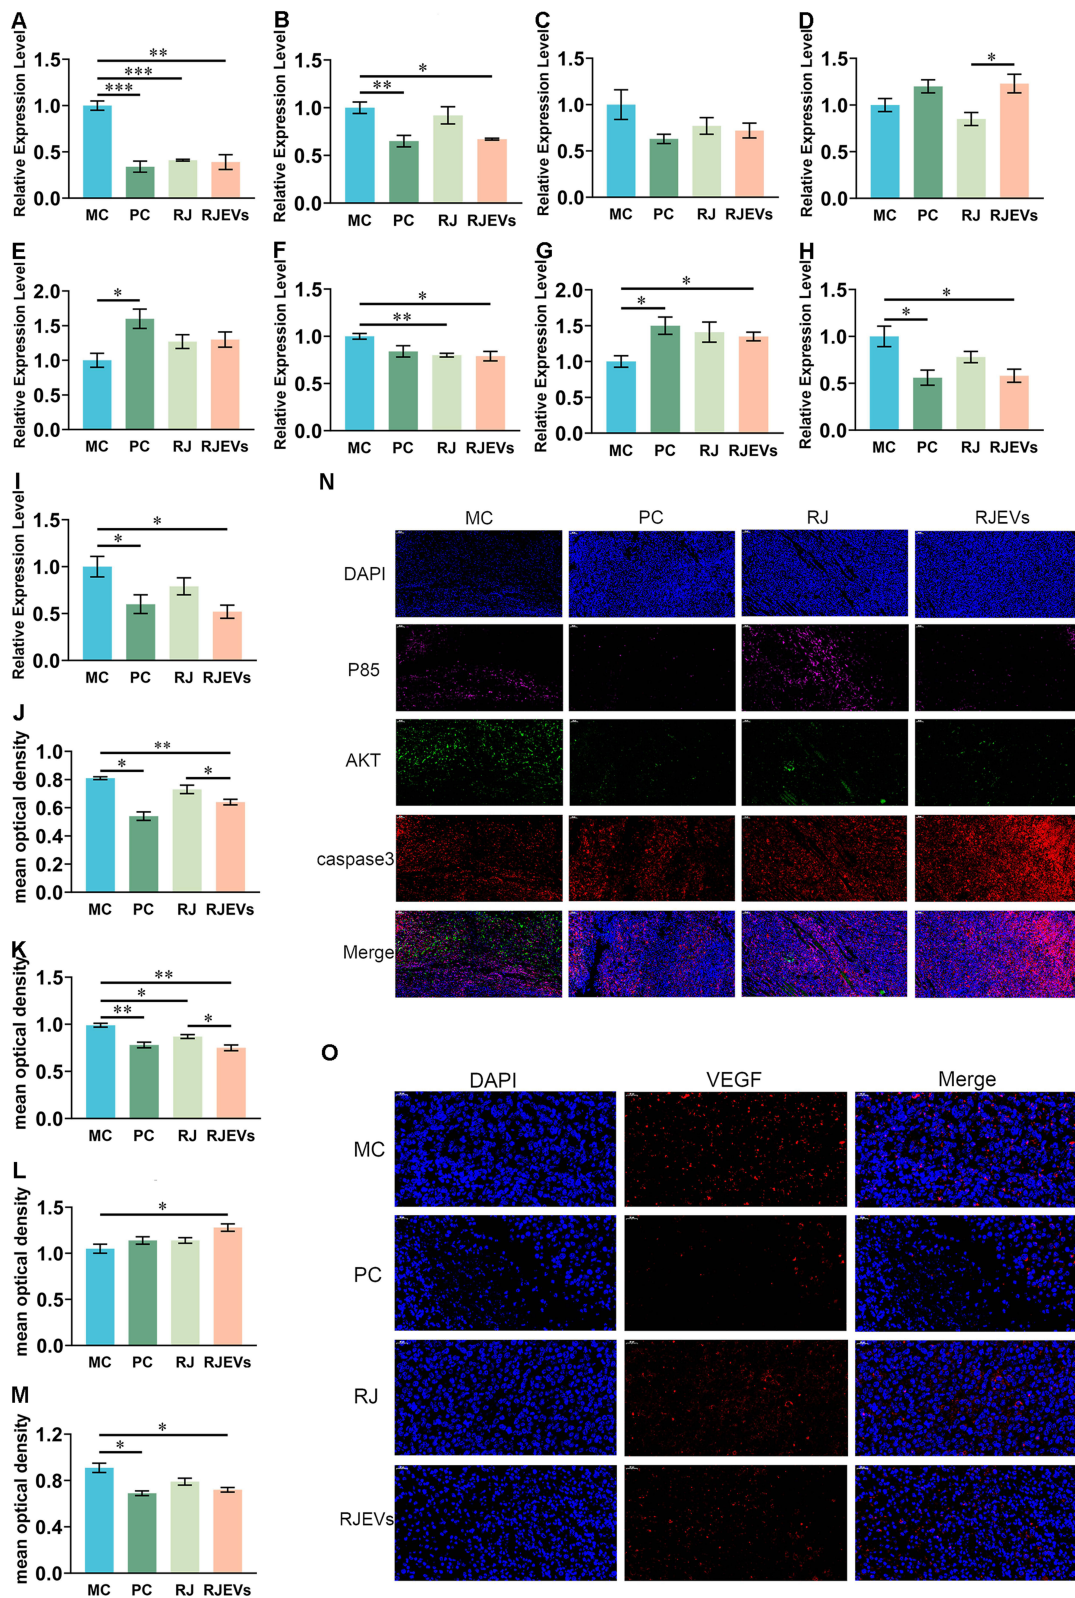 A
Relative Expression Level
1.5
1.0
0.5
0.0
**
***
***
MC PC RJ RJEVs
B
Relative Expression Level
1.5
1.0
0.5
0.0
*
**
MC PC RJ RJEVs
C
Relative Expression Level
1.5
1.0
0.5
0.0
MC PC RJ RJEVs
D
Relative Expression Level
1.5
1.0
0.5
0.0
*
MC PC RJ RJEVs
E
Relative Expression Level
2.0
1.5
1.0
0.5
0.0
*
MC PC RJ RJEVs
F
Relative Expression Level
1.5
1.0
0.5
0.0
*
**
MC PC RJ RJEVs
G
Relative Expression Level
2.0
1.5
1.0
0.5
0.0
*
*
MC PC RJ RJEVs
H
Relative Expression Level
1.5
1.0
0.5
0.0
*
*
MC PC RJ RJEVs
I
Relative Expression Level
1.5
1.0
0.5
0.0
*
*
MC PC RJ RJEVs
J
mean optical density
1.0
0.8
0.6
0.4
0.2
0.0
**
*
*
MC PC RJ RJEVs
K
mean optical density
1.5
1.0
0.5
0.0
**
*
**
*
MC PC RJ RJEVs
L
mean optical density
1.5
1.0
0.5
0.0
*
MC PC RJ RJEVs
M
mean optical density
1.2
0.8
0.4
0.0
*
*
MC PC RJ RJEVs
N
MC PC RJ RJEVs
DAPI
P85
AKT
caspase3
Merge
O
DAPI VEGF Merge
MC
PC
RJ
RJEVs